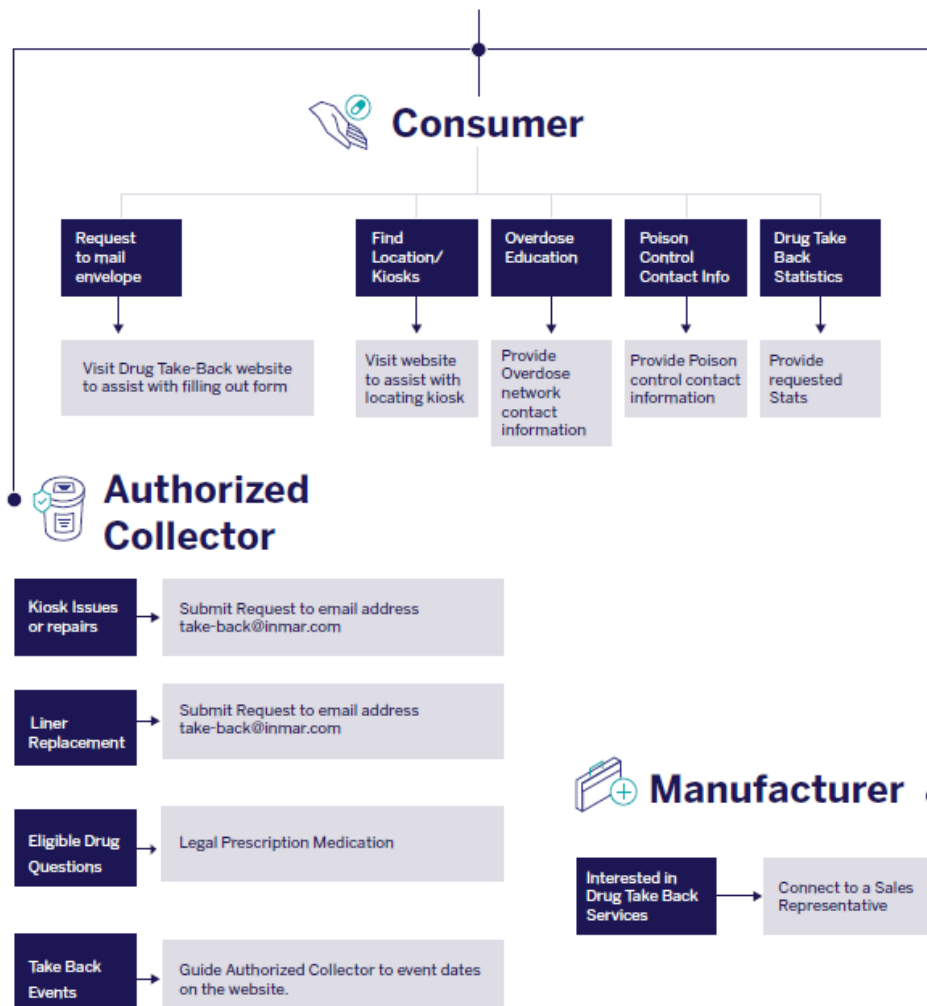 Consumer
Request
to mail
envelope
Find
Location/
Kiosks
Overdose
Education
Poison
Control
Contact Info
Drug Take
Back
Statistics
Visit Drug Take-Back website
to assist with filling out form
Visit website
to assist with
locating kiosk
Provide
Overdose
network
contact
information
Provide Poison
control contact
information
Provide
requested
Stats
Authorized
Collector
Kiosk Issues
or repairs
Submit Request to email address
take-back@inmar.com
Liner
Replacement
Submit Request to email address
take-back@inmar.com
Eligible Drug
Questions
Legal Prescription Medication
Take Back
Events
Guide Authorized Collector to event dates
on the website.
Manufacturer
Interested in
Drug Take Back
Services
Connect to a Sales
Representative